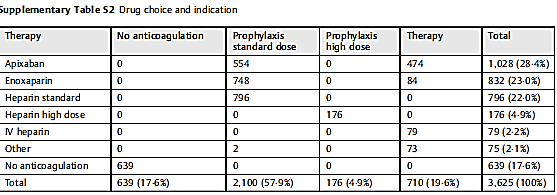 Supplementary Table S2 Drug choice and indication
Therapy No anticoagulation Prophylaxis standard dose Prophylaxis high dose Therapy Total
Apixaban 0 554 0 474 1,028 (28·4%)
Enoxaparin 0 748 0 84 832 (23·0%)
Heparin standard 0 796 0 0 796 (22·0%)
Heparin high dose 0 0 176 0 176 (4·9%)
IV heparin 0 0 0 79 79 (2·2%)
Other 0 2 0 73 75 (2·1%)
No anticoagulation 639 0 0 0 639 (17·6%)
Total 639 (17·6%) 2,100 (57·9%) 176 (4·9%) 710 (19·6%) 3,625 (100%)